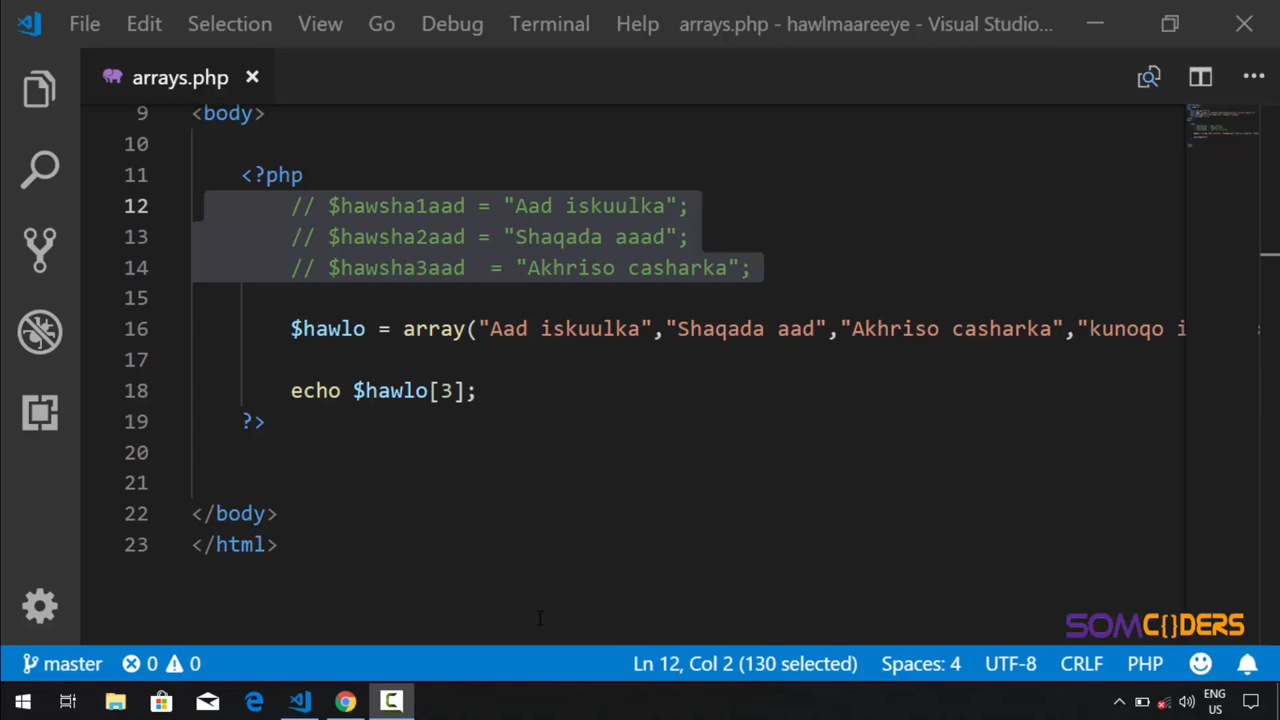 File Edit Selection View Go Debug Terminal Help arrays.php - hawlmaareeye - Visual Studio...
arrays.php
9 <body>
10
11 <?php
12 // $hawsha1aad = "Aad iskuulka";
13 // $hawsha2aad = "Shaqada aaad";
14 // $hawsha3aad  = "Akhriso casharka";
15
16 $hawlo = array("Aad iskuulka","Shaqada aad","Akhriso casharka","kunoqo i
17
18 echo $hawlo[3];
19 ?>
20
21
22 </body>
23 </html>
SOMC{}DERS
master 0 0 Ln 12, Col 2 (130 selected) Spaces: 4 UTF-8 CRLF PHP
ENG
US